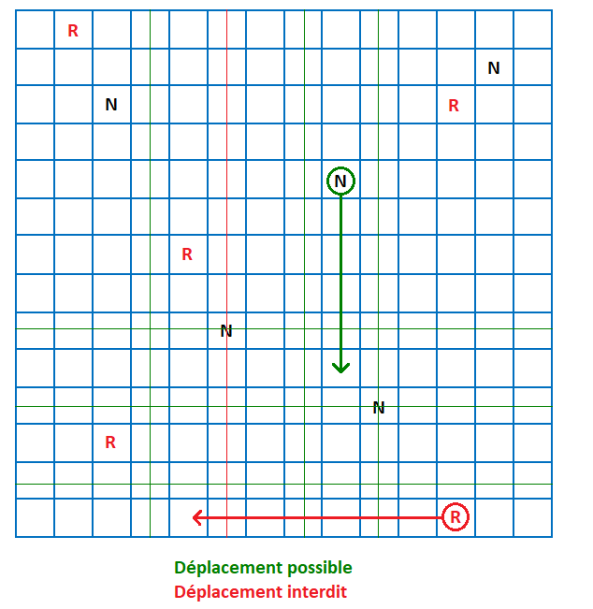 R
N
N R
N
R
N
N
R
R
Déplacement possible
Déplacement interdit